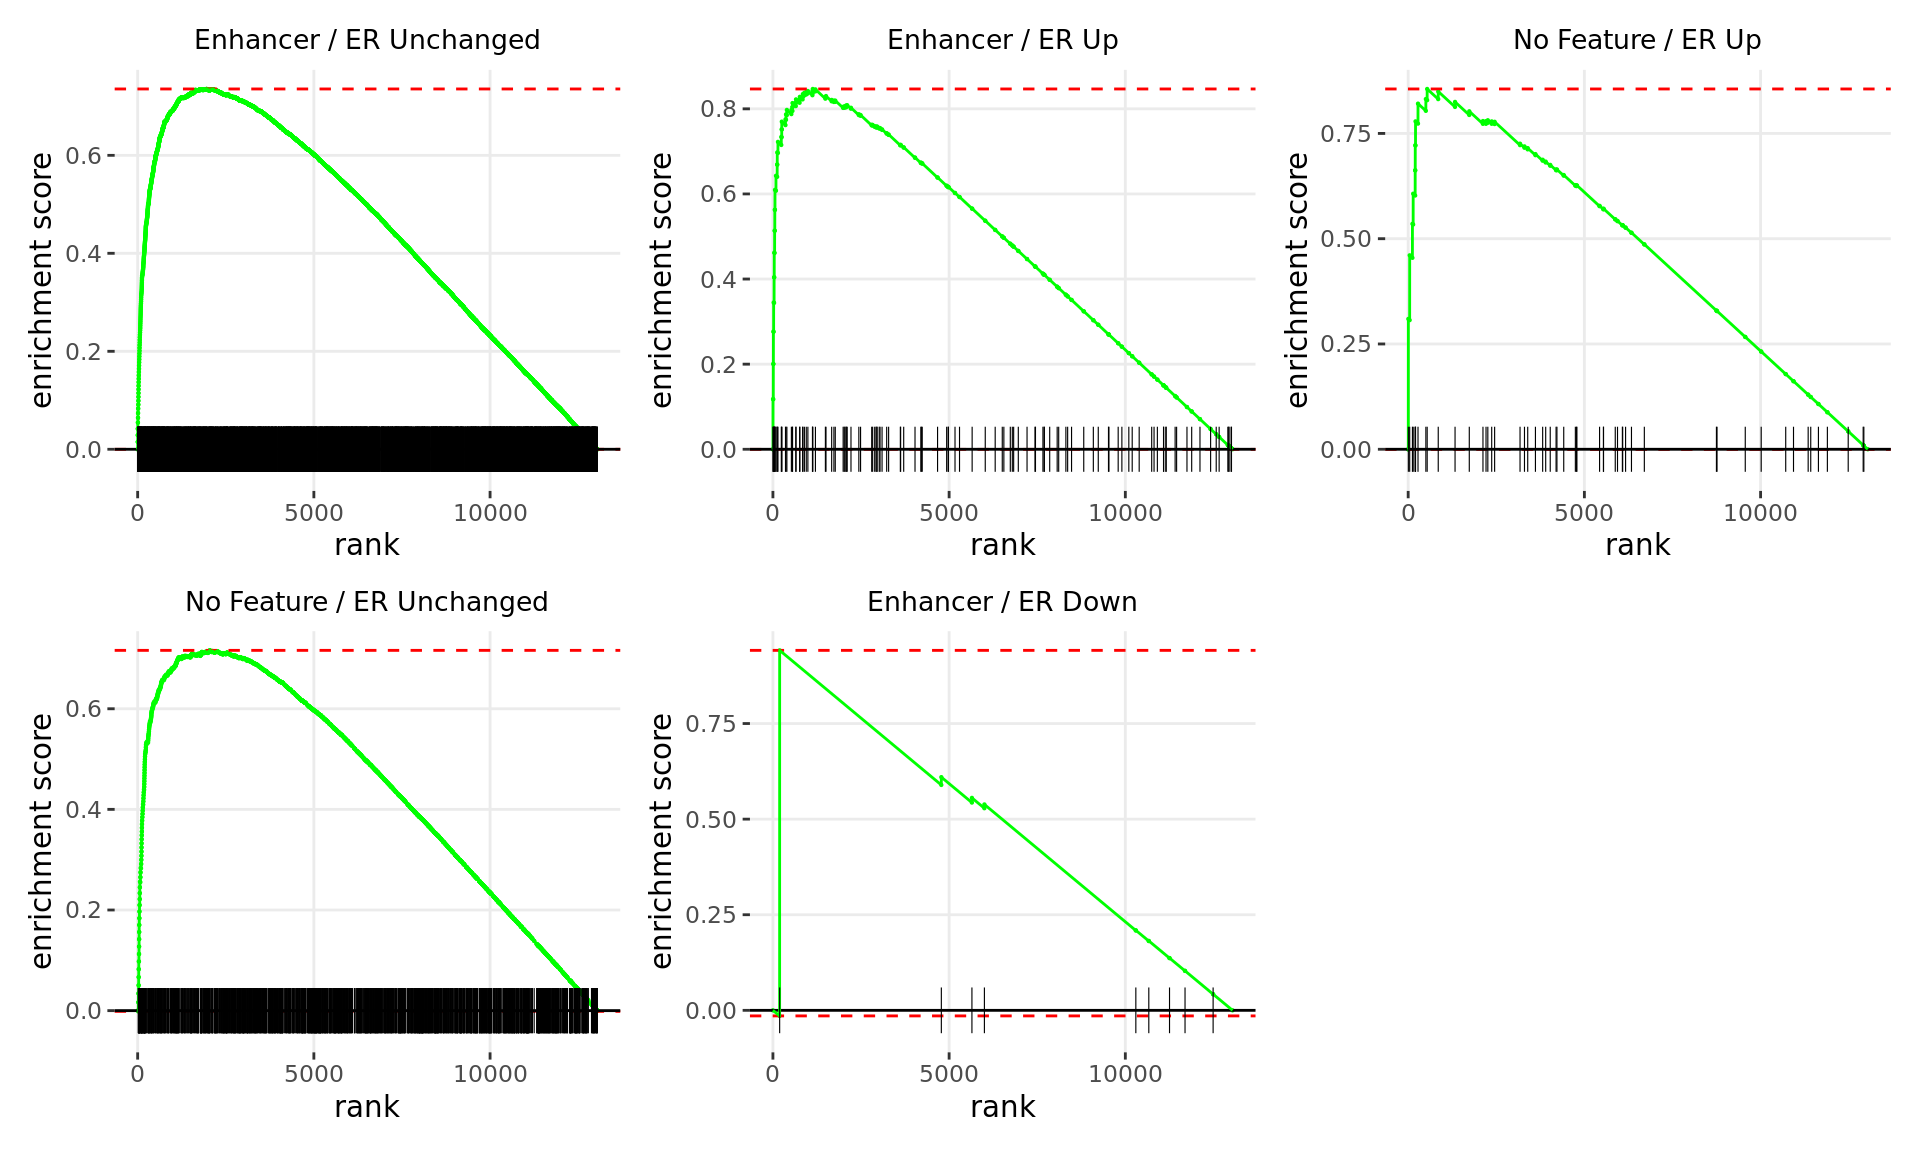 Enhancer / ER Unchanged
enrichment score
0.6
0.4
0.2
0.0
0
5000
10000
rank
Enhancer / ER Up
enrichment score
0.8
0.6
0.4
0.2
0.0
0
5000
10000
rank
No Feature / ER Up
enrichment score
0.75
0.50
0.25
0.00
0
5000
10000
rank
No Feature / ER Unchanged
enrichment score
0.6
0.4
0.2
0.0
0
5000
10000
rank
Enhancer / ER Down
enrichment score
0.75
0.50
0.25
0.00
0
5000
10000
rank